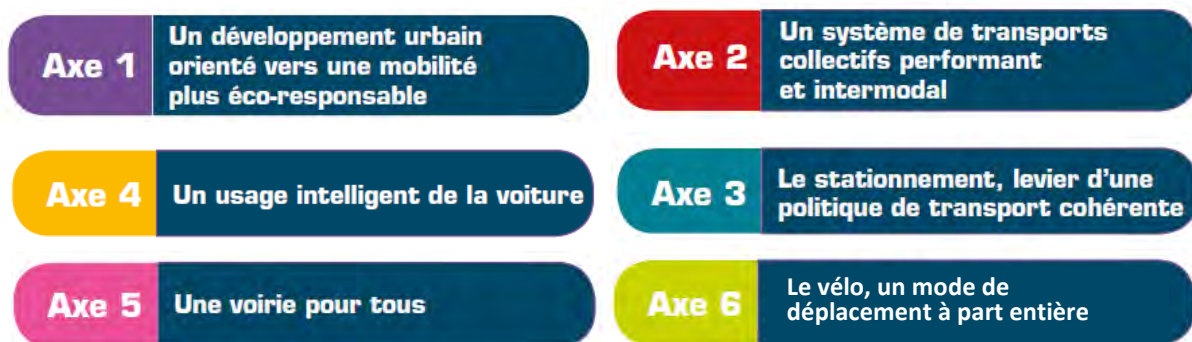 Axe 1
Un développement urbain
orienté vers une mobilité
plus éco-responsable
Axe 2
Un système de transports
collectifs performant
et intermodal
Axe 4
Un usage intelligent de la voiture
Axe 3
Le stationnement, levier d'une
politique de transport cohérente
Axe 5
Une voirie pour tous
Axe 6
Le vélo, un mode de
déplacement à part entière